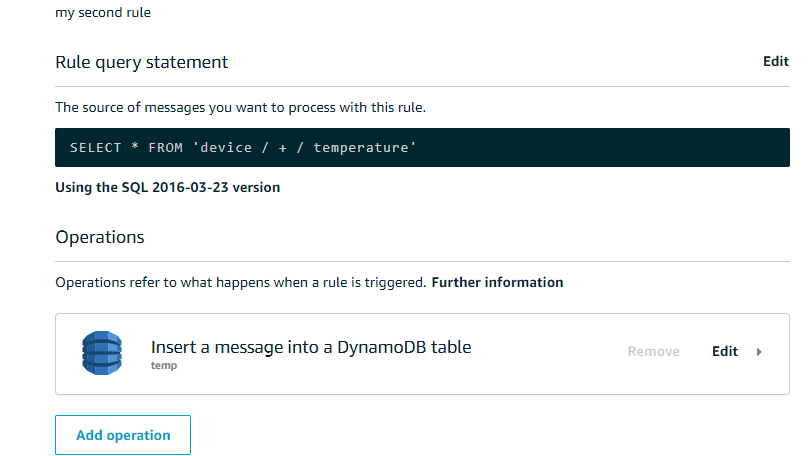 my second rule
Rule query statement
Edit
The source of messages you want to process with this rule.
SELECT * FROM 'device / + / temperature'
Using the SQL 2016-03-23 version
Operations
Operations refer to what happens when a rule is triggered. Further information
Insert a message into a DynamoDB table
temp
Remove
Edit
Add operation